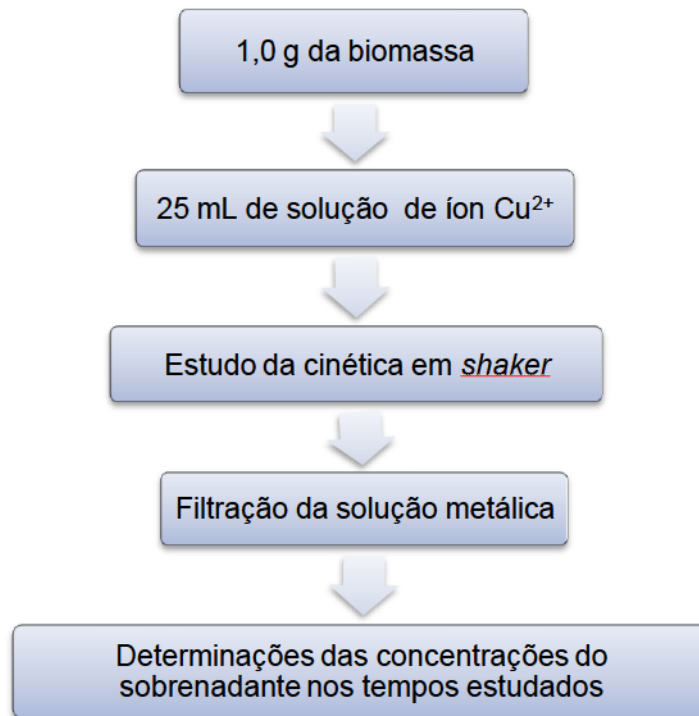 1,0 g da biomassa
25 mL de solução de íon Cu²⁺
Estudo da cinética em shaker
Filtração da solução metálica
Determinações das concentrações do
sobrenadante nos tempos estudados